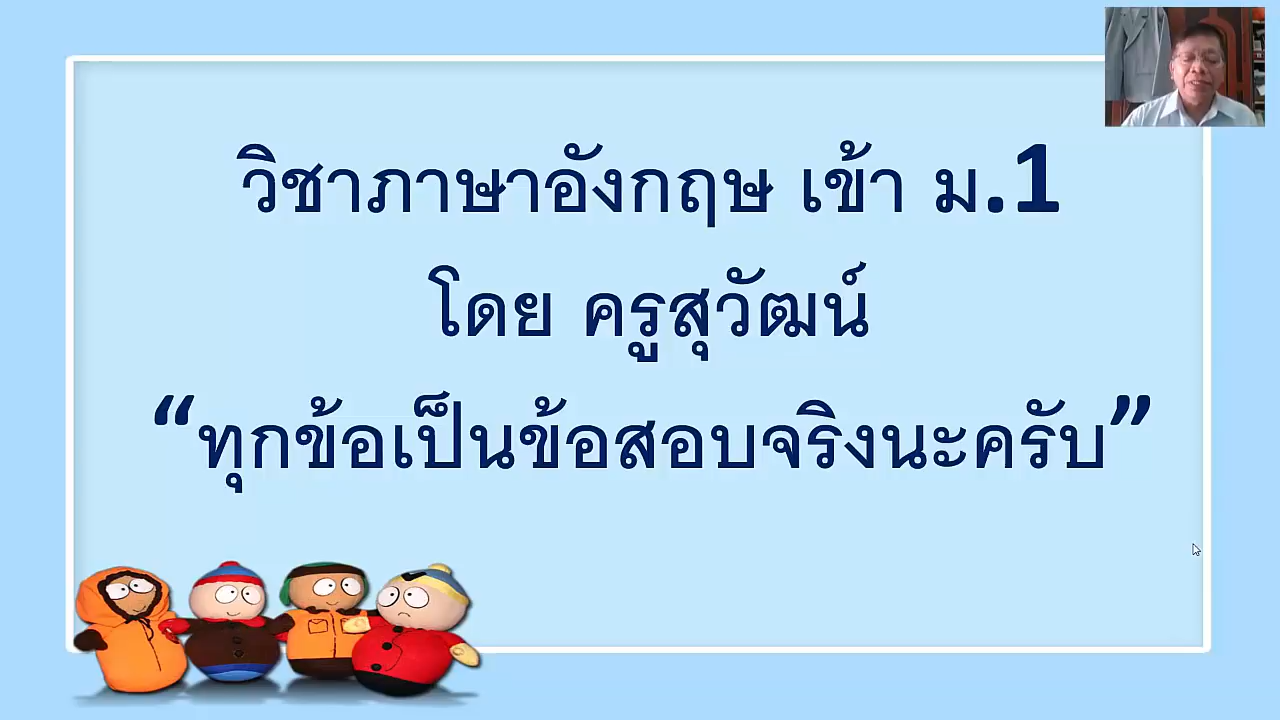 วิชาภาษาอังกฤษ เข้า ม.1
โดย ครูสุวัฒน์
“ทุกข้อเป็นข้อสอบจริงนะครับ”